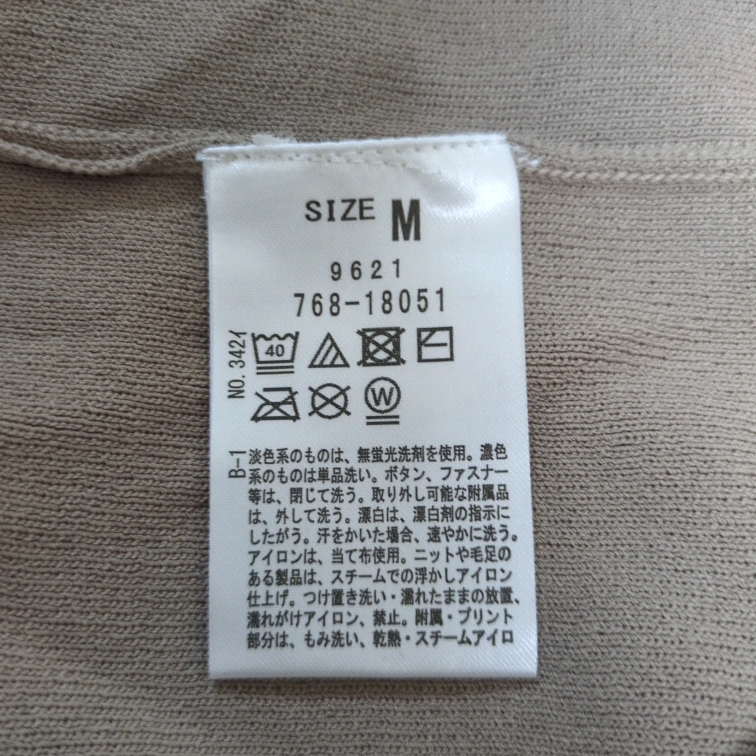 SIZE M
9621
768-18051
NO. 342イ
40
W
B-1
淡色系のものは、無蛍光洗剤を使用。濃色
系のものは単品洗い。ボタン、ファスナー
等は、閉じて洗う。取り外し可能な附属品
は、外して洗う。漂白は、漂白剤の指示に
したがう。汗をかいた場合、速やかに洗う。
アイロンは、当て布使用。ニットや毛足の
ある製品は、スチームでの浮かしアイロン
仕上げ。つけ置き洗い・濡れたままの放置、
濡れがけアイロン、禁止。附属・プリント
部分は、もみ洗い、乾熱・スチームアイロ